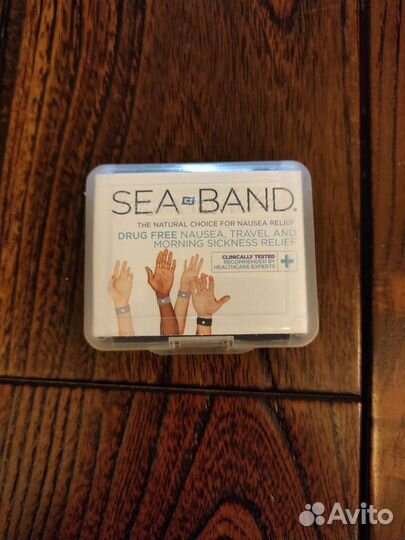 SEA BAND®
THE NATURAL CHOICE FOR NAUSEA RELIEF
DRUG FREE NAUSEA, TRAVEL AND
MORNING SICKNESS RELIEF
CLINICALLY TESTED
RECOMMENDED BY
HEALTHCARE EXPERTS
Avito